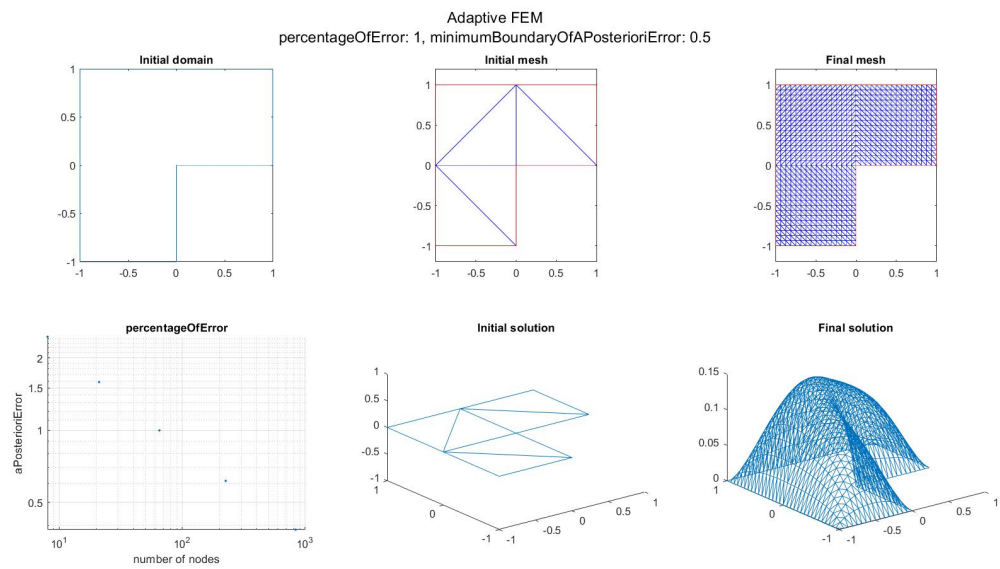 Adaptive FEM
percentageOfError: 1, minimumBoundaryOfAPosterioriError: 0.5
Initial domain
1
0.5
0
-0.5
-1
-1 -0.5 0 0.5 1
Initial mesh
1
0.5
0
-0.5
-1
-1 -0.5 0 0.5 1
Final mesh
1
0.5
0
-0.5
-1
-1 -0.5 0 0.5 1
percentageOfError
aPosterioriError
2
1.5
1
0.5
10^1 10^2 10^3
number of nodes
Initial solution
1
0.5
0
-0.5
-1
1
0
-1
-1 -0.5 0 0.5 1
Final solution
0.15
0.1
0.05
0
1
0
-1
-1 -0.5 0 0.5 1